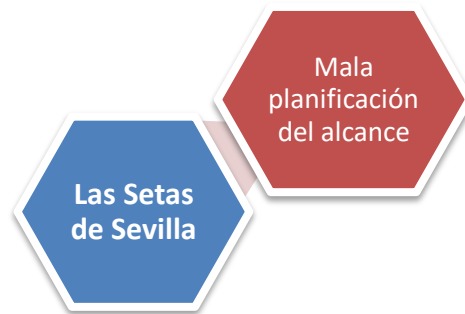 Mala
planificación
del alcance
Las Setas
de Sevilla